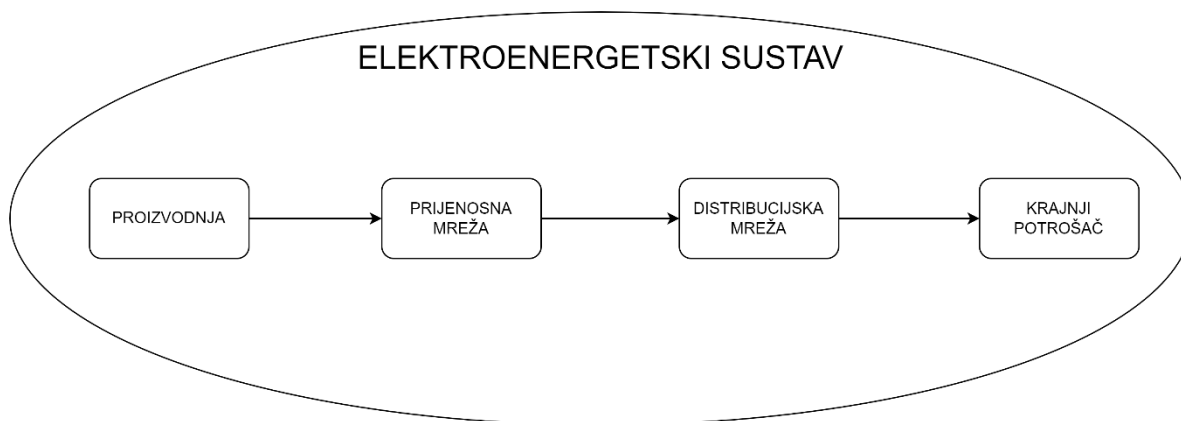 ELEKTROENERGETSKI SUSTAV
PROIZVODNJA
PRIJENOSNA
MREŽA
DISTRIBUCIJSKA
MREŽA
KRAJNJI
POTROŠAČ